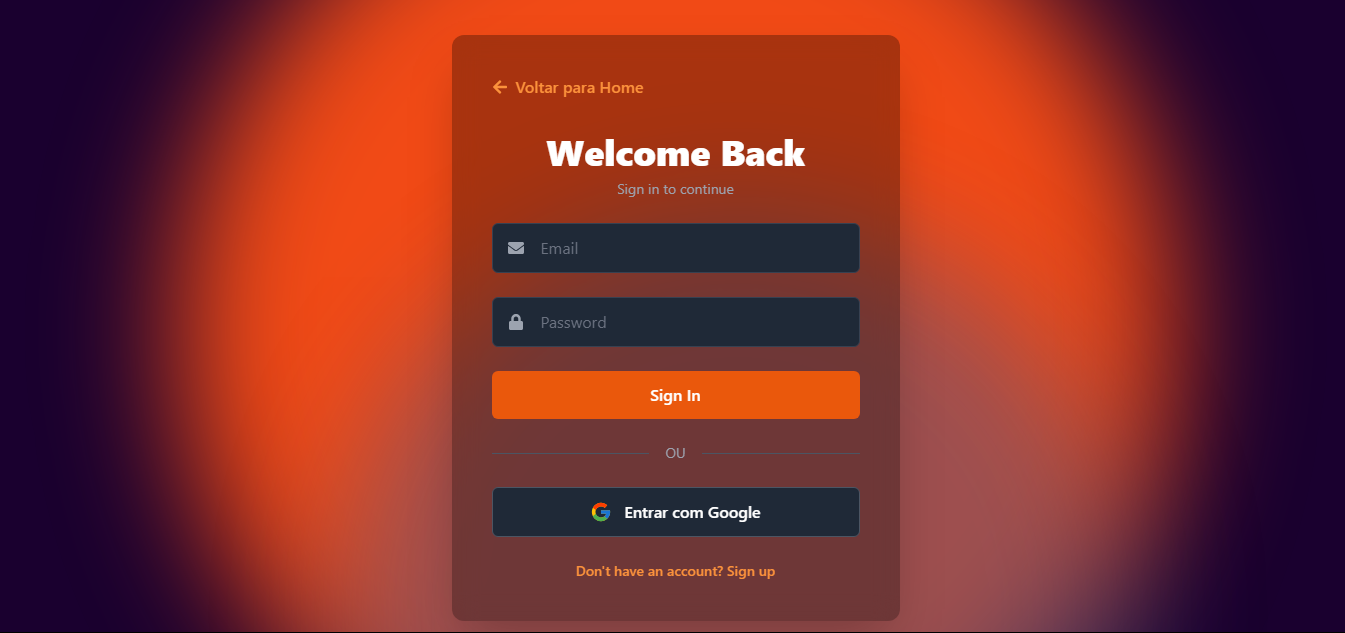 Voltar para Home
Welcome Back
Sign in to continue
Email
Password
Sign In
OU
Entrar com Google
Don't have an account? Sign up